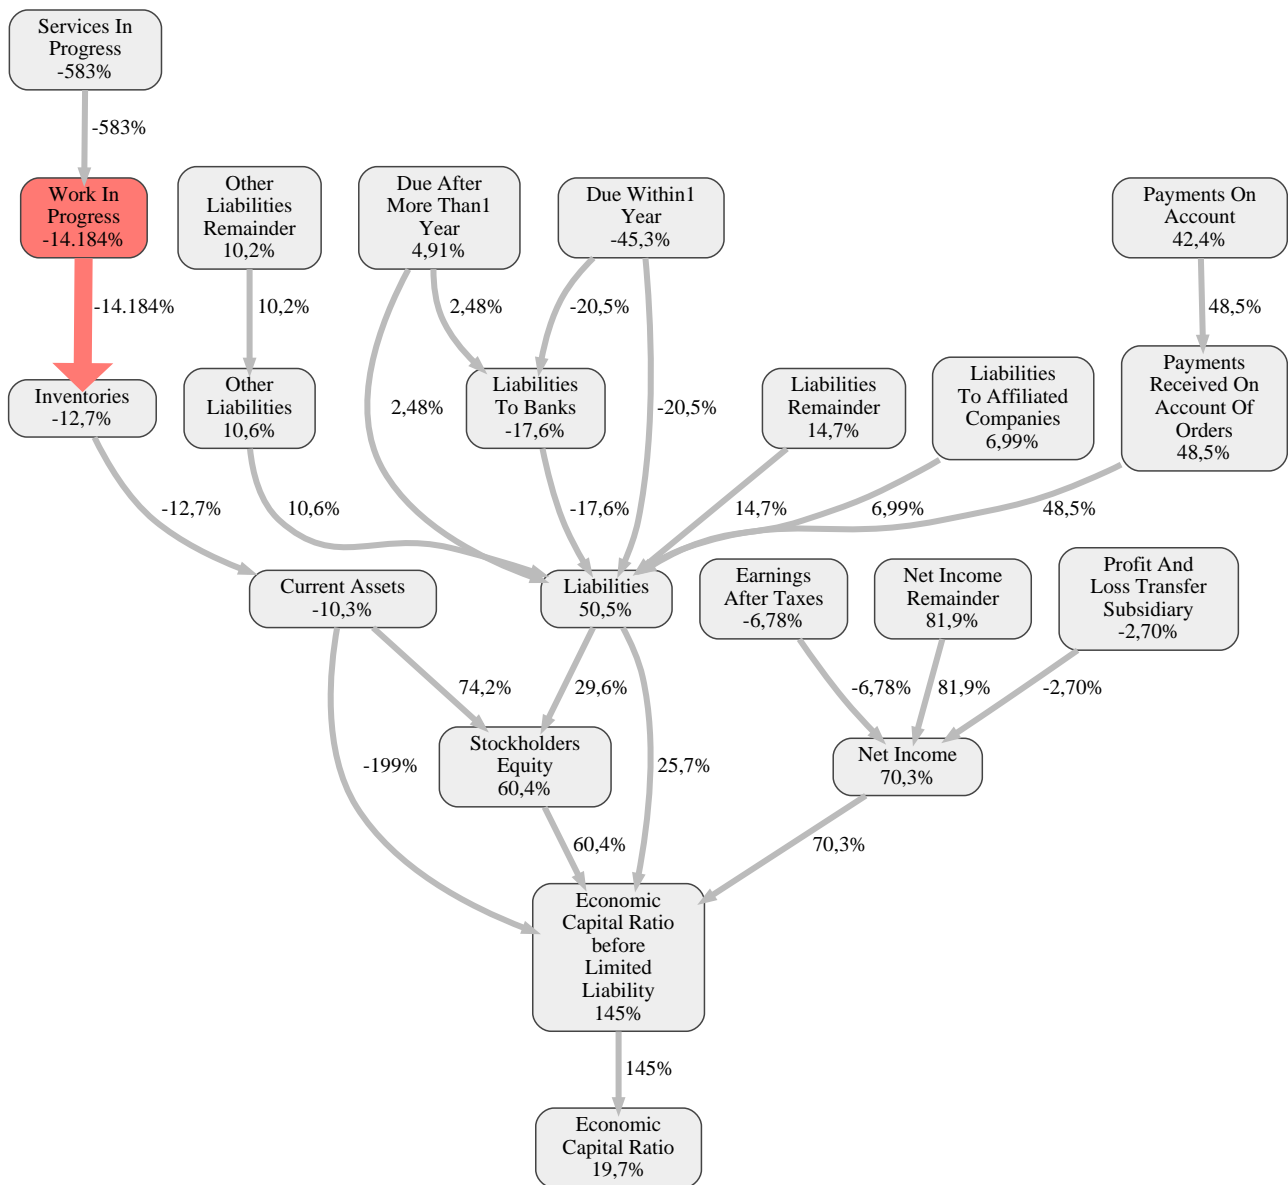 Services In
Progress
-583%
-583%
Work In
Progress
-14.184%
Other
Liabilities
Remainder
10,2%
Due After
More Than1
Year
4,91%
Due Within1
Year
-45,3%
Payments On
Account
42,4%
-14.184%
10,2%
2,48%
-20,5%
48,5%
Inventories
-12,7%
Other
Liabilities
10,6%
2,48%
Liabilities
To Banks
-17,6%
-20,5%
Liabilities
Remainder
14,7%
Liabilities
To Affiliated
Companies
6,99%
Payments
Received On
Account Of
Orders
48,5%
-12,7%
10,6%
-17,6%
14,7%
6,99%
48,5%
Current Assets
-10,3%
Liabilities
50,5%
Earnings
After Taxes
-6,78%
Net Income
Remainder
81,9%
Profit And
Loss Transfer
Subsidiary
-2,70%
74,2%
29,6%
-6,78%
81,9%
-2,70%
-199%
Stockholders
Equity
60,4%
25,7%
Net Income
70,3%
60,4%
70,3%
Economic
Capital Ratio
before
Limited
Liability
145%
145%
Economic
Capital Ratio
19,7%